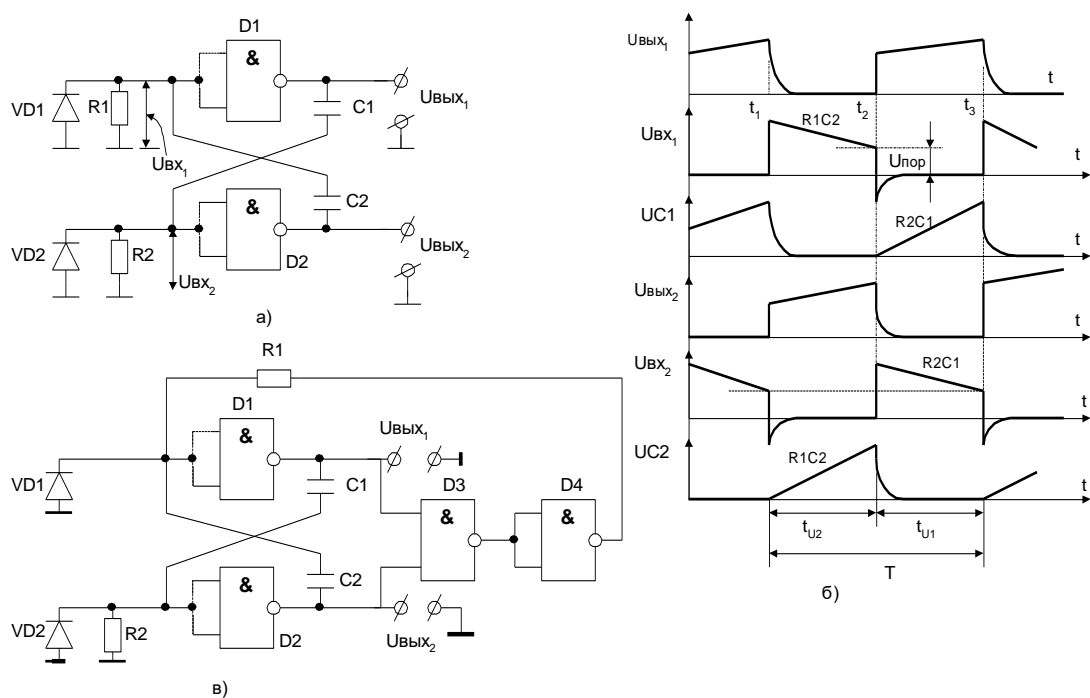 D1
&
VD1
R1
Uвх1
C1
Uвых1
&
C2
VD2
R2
Uвх2
D2
Uвых2
а)
R1
D1
&
Uвых1
VD1
C1
D3
&
D4
&
C2
&
VD2
R2
D2
Uвых2
в)
Uвых1
t
t1
t2
t3
Uвх1
R1C2
Uпор
t
UC1
R2C1
t
Uвых2
t
Uвх2
R2C1
t
UC2
R1C2
t
tU2
tU1
T
б)